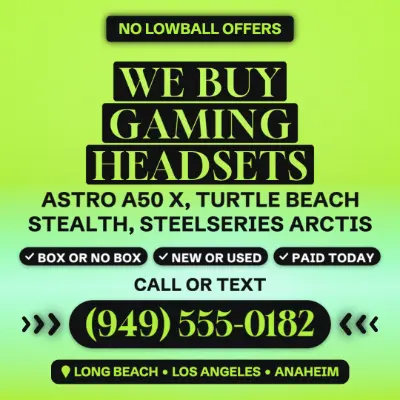 NO LOWBALL OFFERS
WE BUY
GAMING
HEADSETS
ASTRO A50 X, TURTLE BEACH
STEALTH, STEELSERIES ARCTIS
✓ BOX OR NO BOX ✓ NEW OR USED ✓ PAID TODAY
CALL OR TEXT
(949) 555-0182
LONG BEACH • LOS ANGELES • ANAHEIM